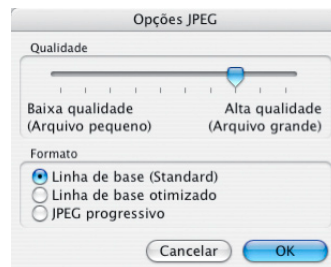 Opções JPEG
Qualidade
Baixa qualidade Alta qualidade
(Arquivo pequeno) (Arquivo grande)
Formato
Linha de base (Standard)
Linha de base otimizado
JPEG progressivo
Cancelar OK